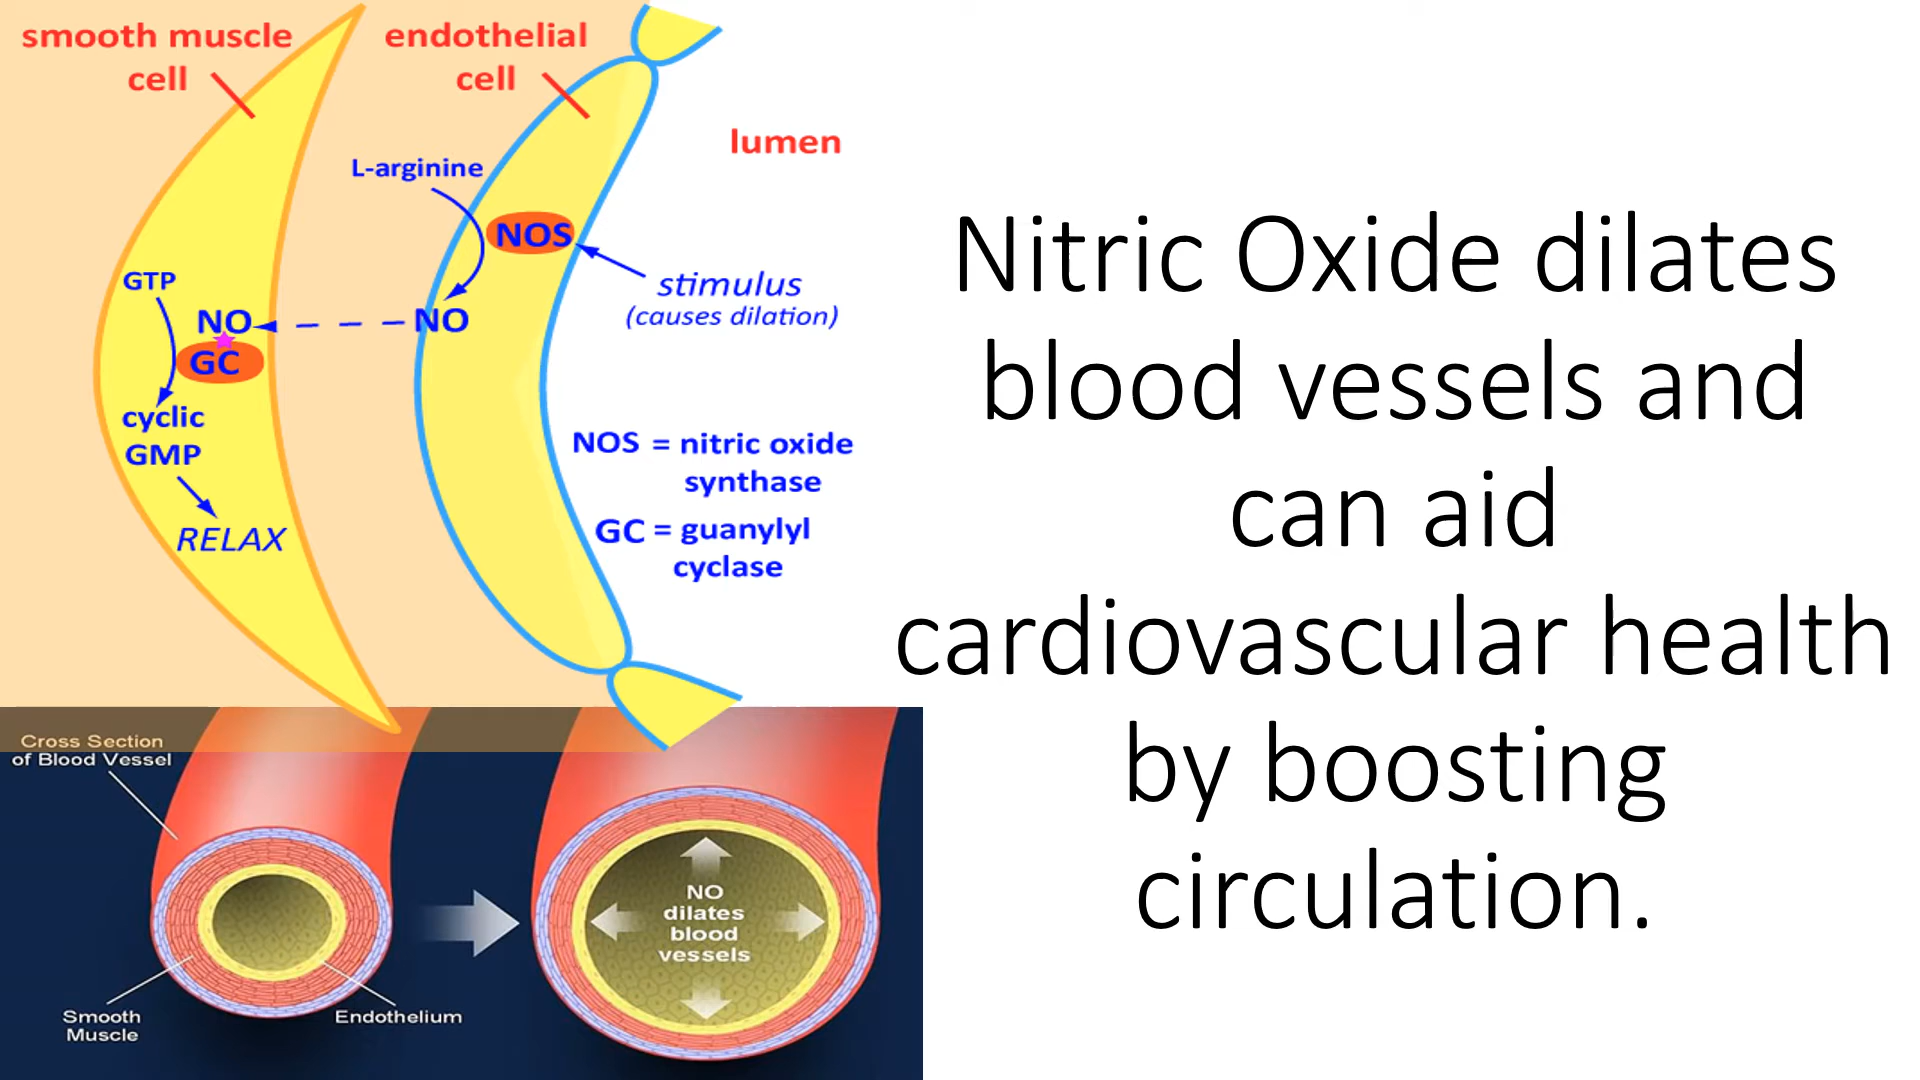 smooth muscle
cell
endothelial
cell
lumen
L-arginine
NOS
stimulus
(causes dilation)
GTP
NO
NO
GC
cyclic
GMP
RELAX
NOS = nitric oxide
synthase
GC = guanylyl
cyclase
Cross Section
of Blood Vessel
Smooth
Muscle
Endothelium
NO
dilates
blood
vessels
Nitric Oxide dilates
blood vessels and
can aid
cardiovascular health
by boosting
circulation.